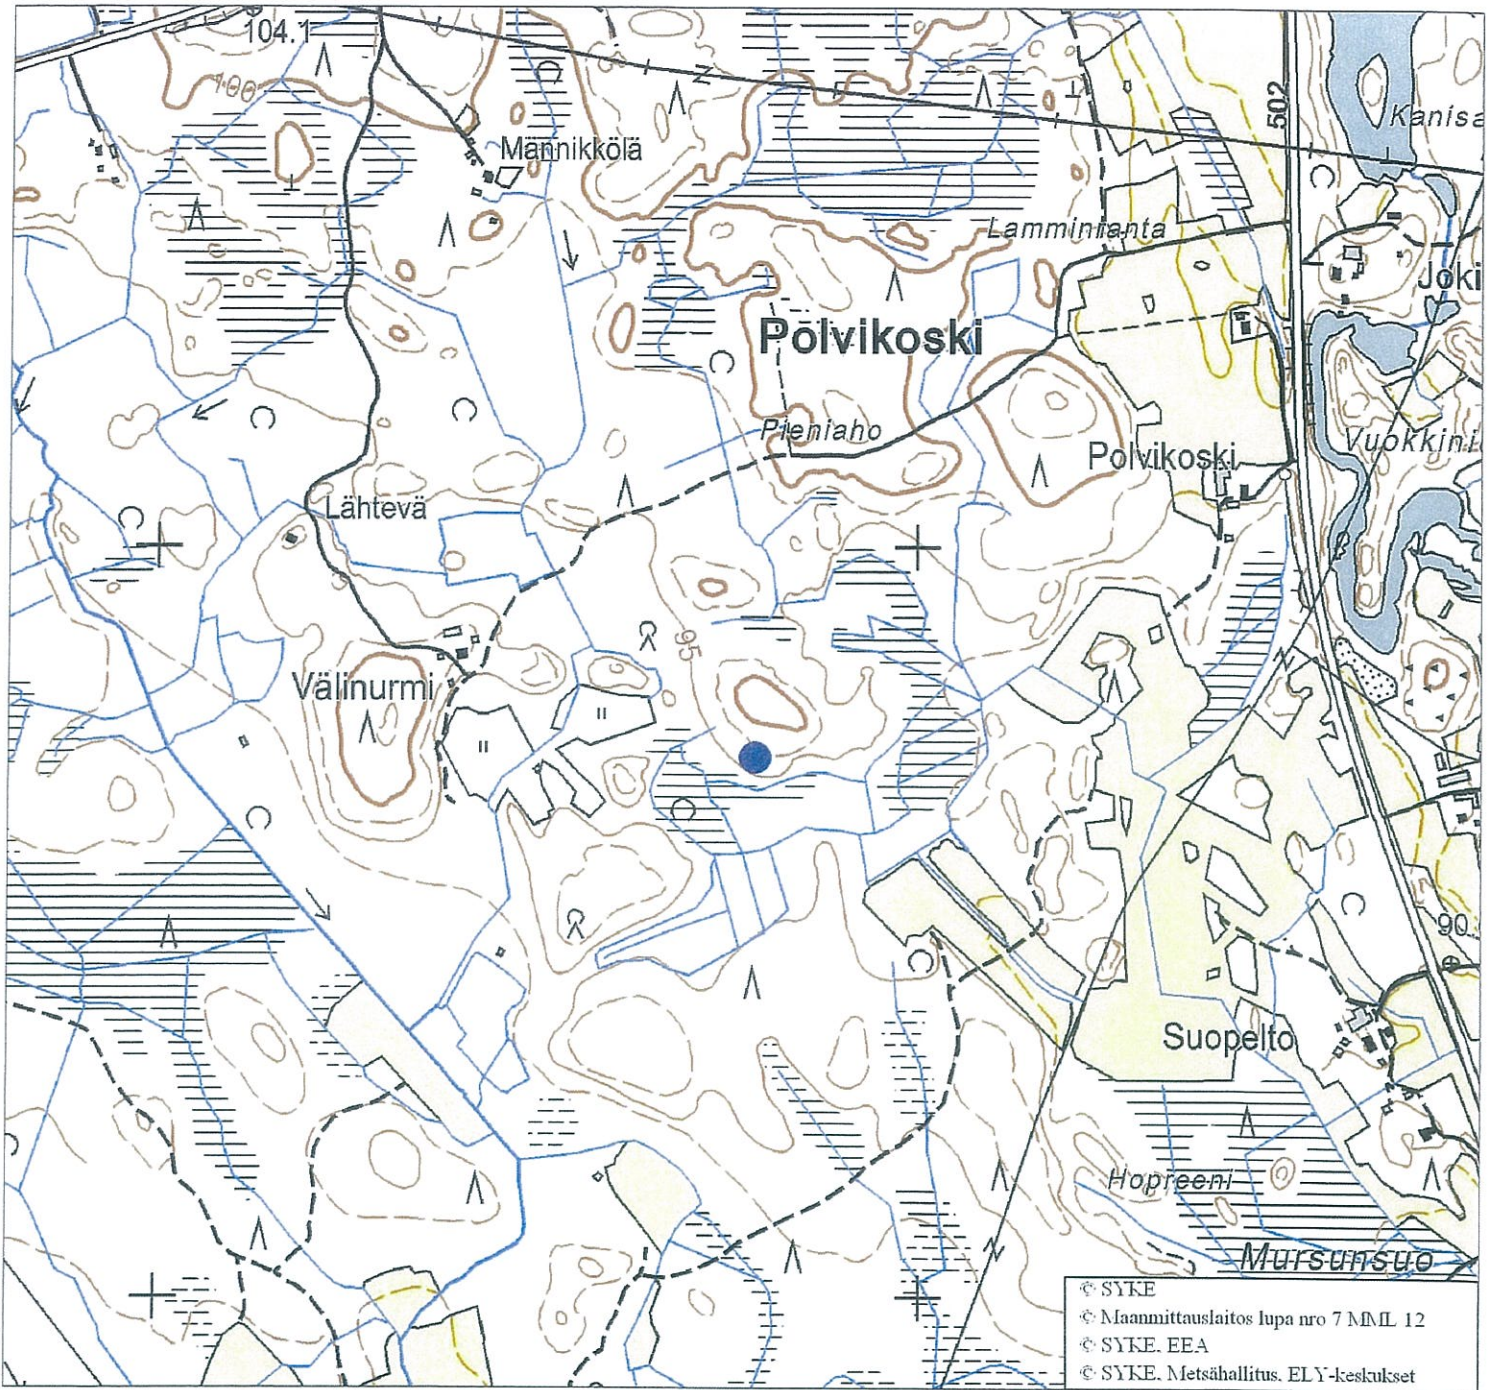 104.1
100
502
Kanisa
Männikkölä
Lamminranta
Joki
Polvikoski
Pieniaho
Polvikoski
Vuokkini
Lähtevä
95
Välinurmi
90.
Suopelto
Hopreeni
Mursunsuo
© SYKE
© Maanmittauslaitos lupa nro 7 MML 12
© SYKE, EEA
© SYKE, Metsähallitus, ELY-keskukset